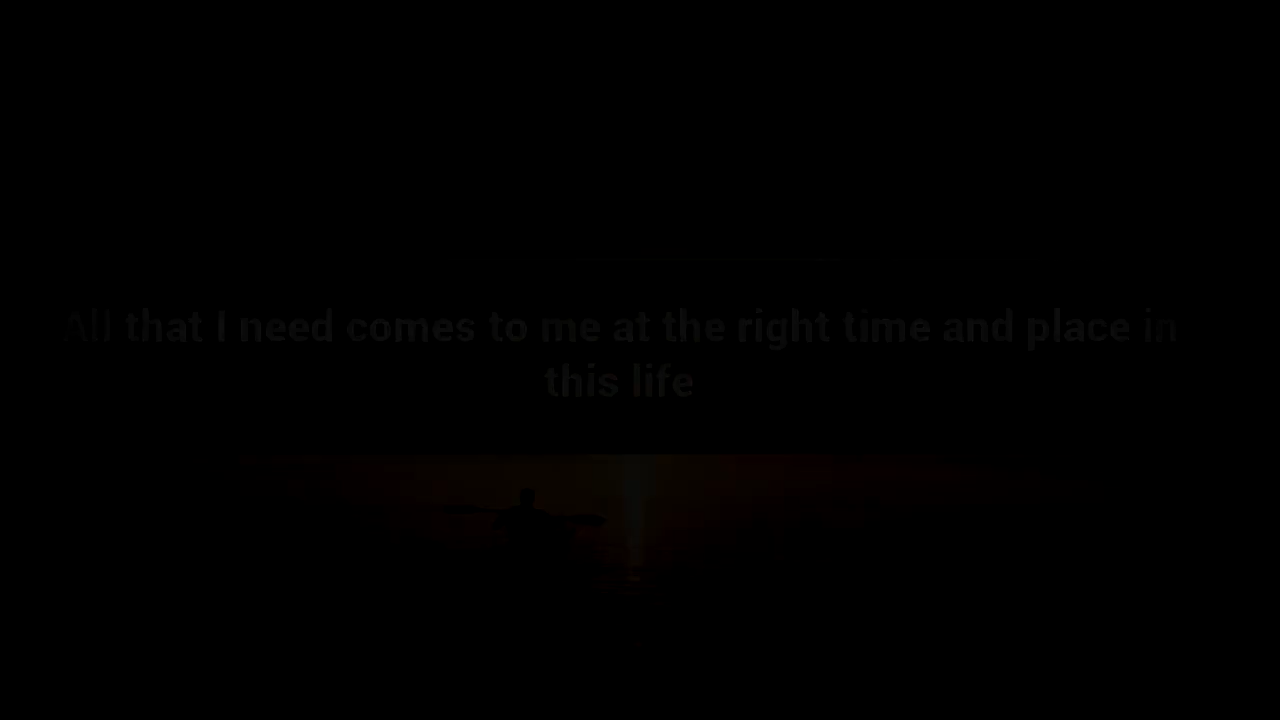 All that I need comes to me at the right time and place in
this life